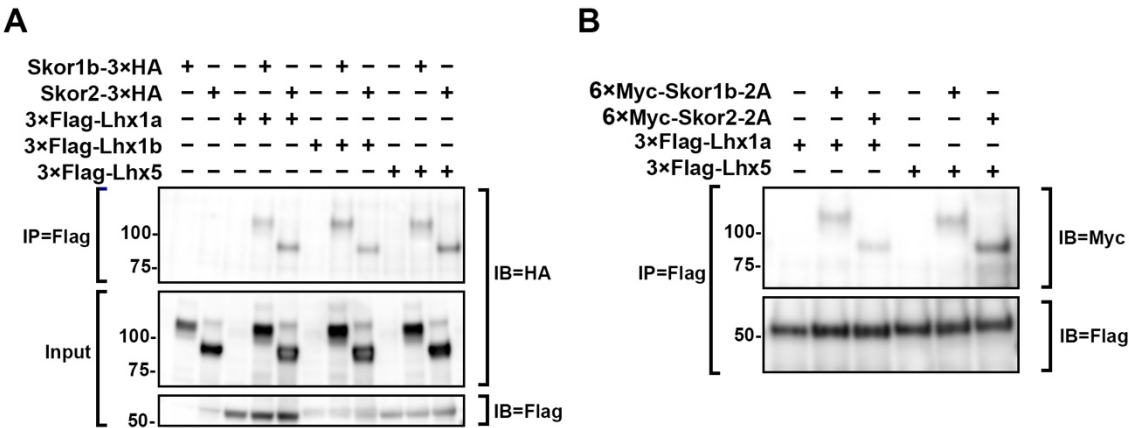 A
Skor1b-3×HA + − − + − − + − − + −
Skor2-3×HA − + − − + − − + − − +
3×Flag-Lhx1a − − + + + − − − − − −
3×Flag-Lhx1b − − − − − + + + − − −
3×Flag-Lhx5 − − − − − − − − + + +
IP=Flag
100-
75-
Input
100-
75-
IB=HA
50-
IB=Flag
B
6×Myc-Skor1b-2A − + − − + −
6×Myc-Skor2-2A − − + − − +
3×Flag-Lhx1a + + + − − −
3×Flag-Lhx5 − − − + + +
IP=Flag
100-
75-
IB=Myc
50-
IB=Flag